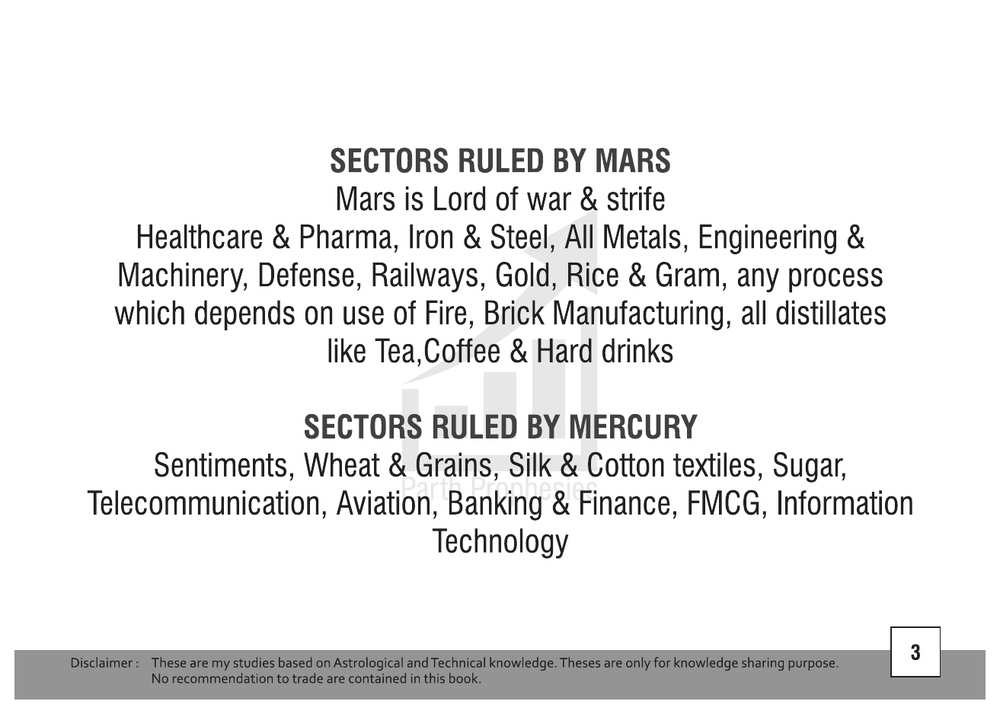 SECTORS RULED BY MARS
Mars is Lord of war & strife
Healthcare & Pharma, Iron & Steel, All Metals, Engineering &
Machinery, Defense, Railways, Gold, Rice & Gram, any process
which depends on use of Fire, Brick Manufacturing, all distillates
like Tea,Coffee & Hard drinks
SECTORS RULED BY MERCURY
Sentiments, Wheat & Grains, Silk & Cotton textiles, Sugar,
Parth Prophesies
Telecommunication, Aviation, Banking & Finance, FMCG, Information
Technology
Disclaimer : These are my studies based on Astrological and Technical knowledge. Theses are only for knowledge sharing purpose.
No recommendation to trade are contained in this book.
3